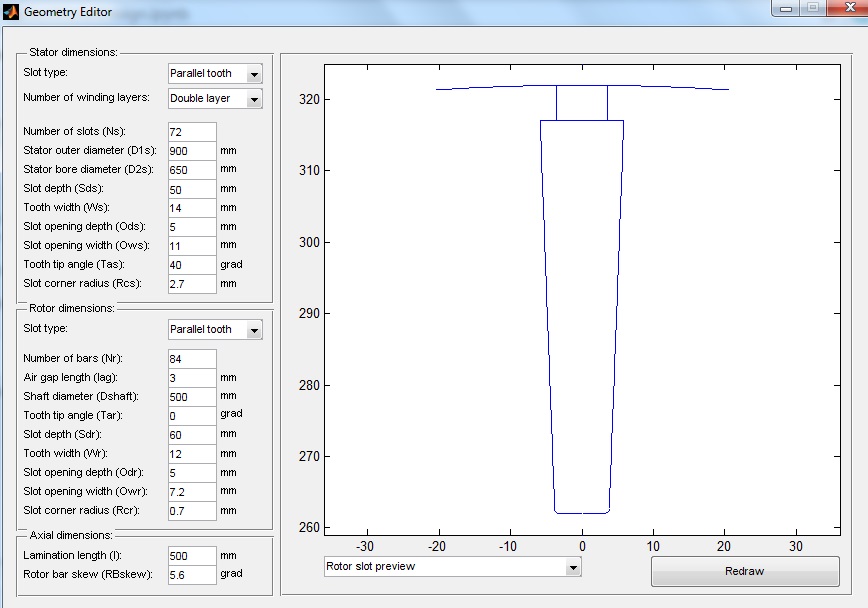 Geometry Editor
Stator dimensions:
Slot type: Parallel tooth
Number of winding layers: Double layer
Number of slots (Ns): 72
Stator outer diameter (D1s): 900 mm
Stator bore diameter (D2s): 650 mm
Slot depth (Sds): 50 mm
Tooth width (Ws): 14 mm
Slot opening depth (Ods): 5 mm
Slot opening width (Ows): 11 mm
Tooth tip angle (Tas): 40 grad
Slot corner radius (Rcs): 2.7 mm
Rotor dimensions:
Slot type: Parallel tooth
Number of bars (Nr): 84
Air gap length (lag): 3 mm
Shaft diameter (Dshaft): 500 mm
Tooth tip angle (Tar): 0 grad
Slot depth (Sdr): 60 mm
Tooth width (Wr): 12 mm
Slot opening depth (Odr): 5 mm
Slot opening width (Owr): 7.2 mm
Slot corner radius (Rcr): 0.7 mm
Axial dimensions:
Lamination length (l): 500 mm
Rotor bar skew (RBskew): 5.6 grad
320
310
300
290
280
270
260
-30 -20 -10 0 10 20 30
Rotor slot preview
Redraw